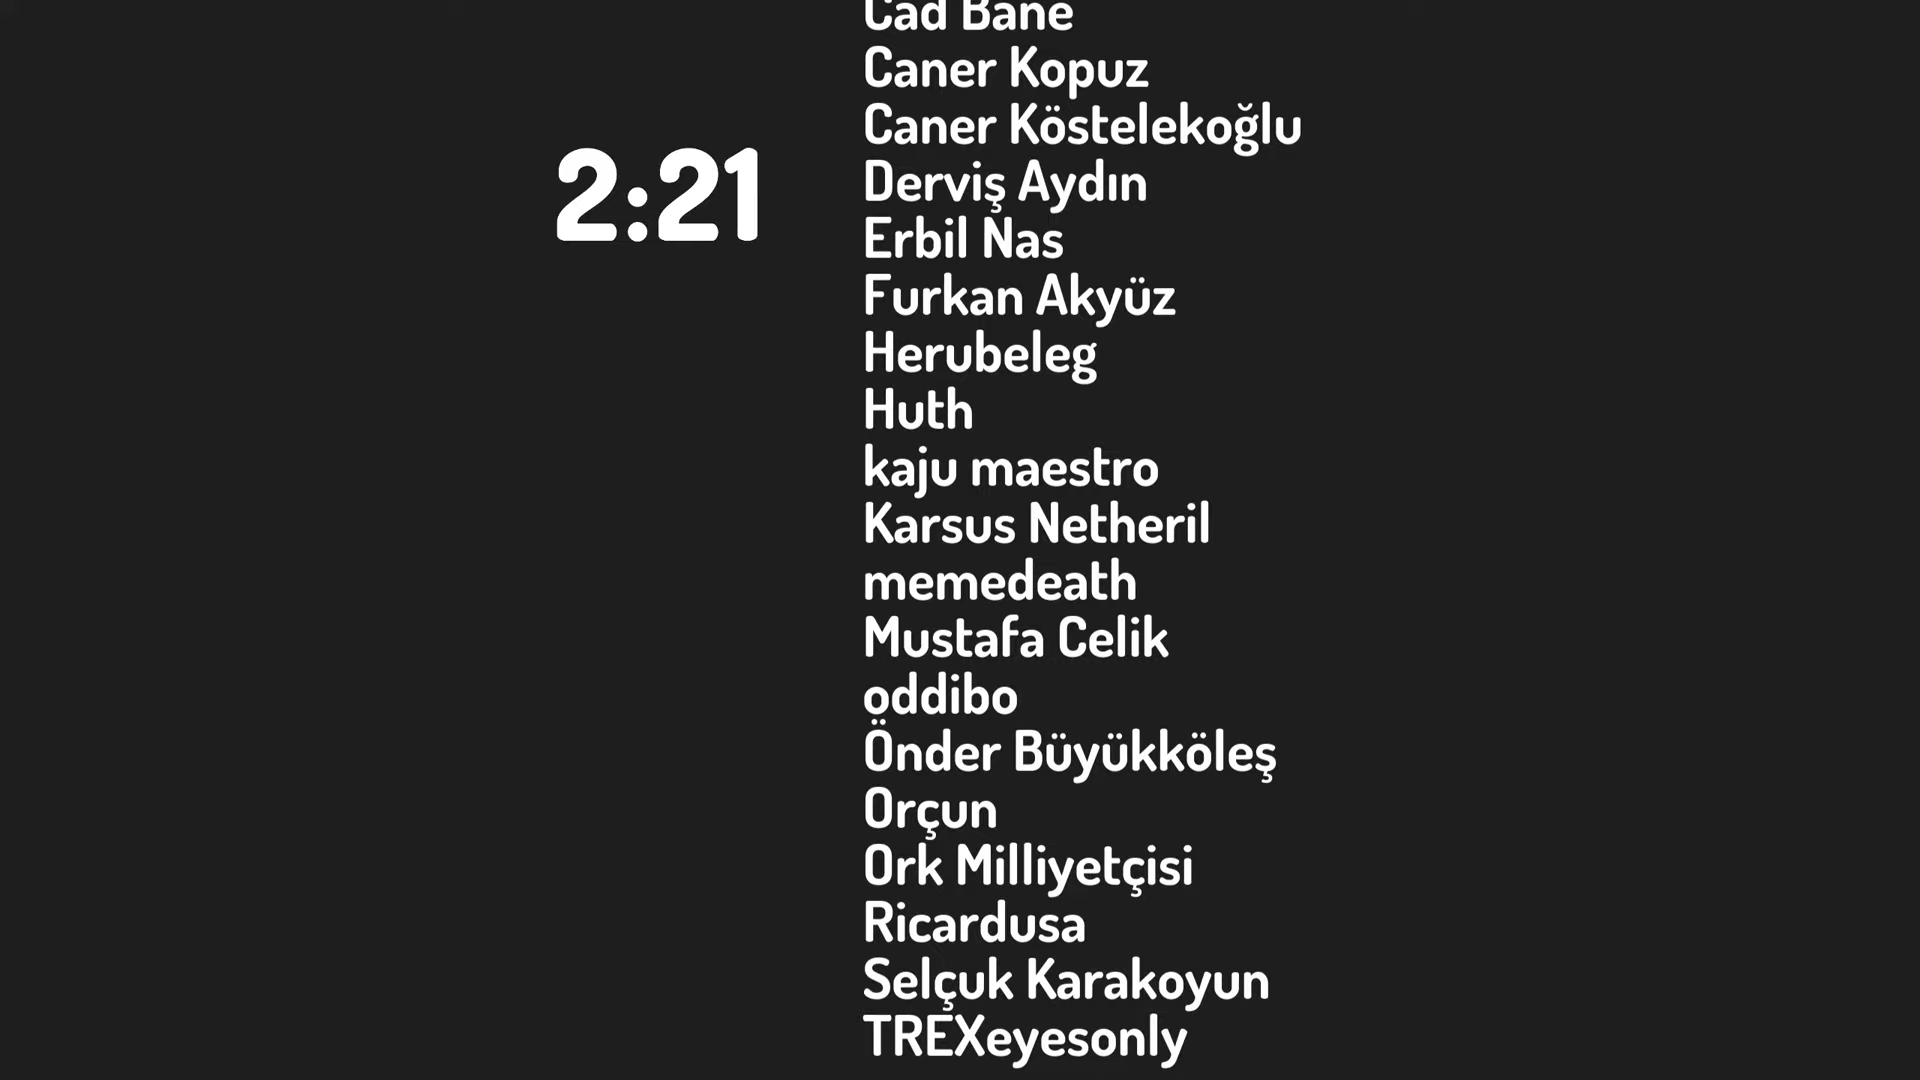 2:21
Cad Bane
Caner Kopuz
Caner Köstelekoğlu
Derviş Aydın
Erbil Nas
Furkan Akyüz
Herubeleg
Huth
kaju maestro
Karsus Netheril
memedeath
Mustafa Celik
oddibo
Önder Büyükköleş
Orçun
Ork Milliyetçisi
Ricardusa
Selçuk Karakoyun
TREXeyesonly